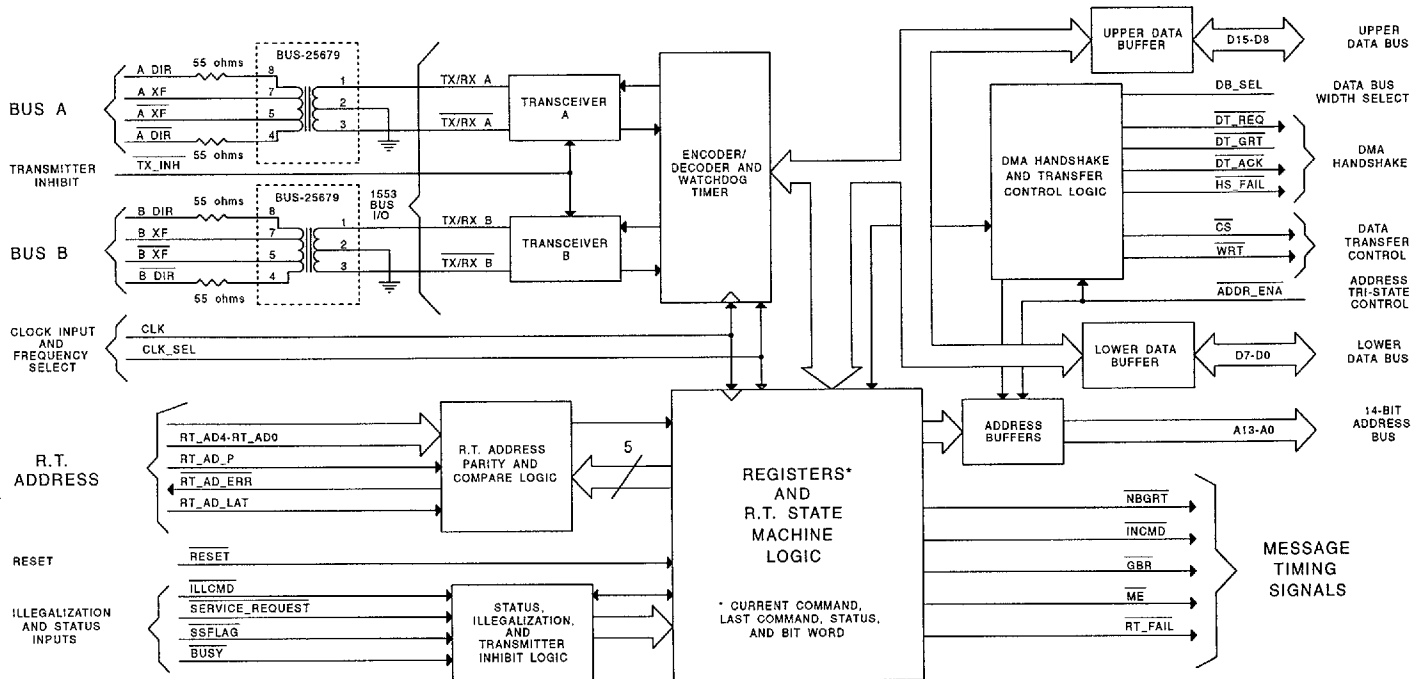 BUS A
A DIR
55 ohms
A XF
A XF
A DIR
55 ohms
BUS-25679
8
7
5
4
1
2
3
TX/RX A
TX/RX A
TRANSCEIVER
A
TRANSMITTER
INHIBIT
TX_INH
BUS B
B DIR
55 ohms
B XF
B XF
B DIR
55 ohms
BUS-25679
8
7
5
4
1
2
3
1553
BUS
I/O
TX/RX B
TX/RX B
TRANSCEIVER
B
ENCODER/
DECODER AND
WATCHDOG
TIMER
CLOCK INPUT
AND
FREQUENCY
SELECT
CLK
CLK_SEL
R.T.
ADDRESS
RT_AD4-RT_AD0
RT_AD_P
RT_AD_ERR
RT_AD_LAT
R.T. ADDRESS
PARITY AND
COMPARE LOGIC
5
RESET
RESET
ILLEGALIZATION
AND STATUS
INPUTS
ILLCMD
SERVICE_REQUEST
SSFLAG
BUSY
STATUS,
ILLEGALIZATION,
AND
TRANSMITTER
INHIBIT LOGIC
REGISTERS*
AND
R.T. STATE
MACHINE
LOGIC
* CURRENT COMMAND,
LAST COMMAND, STATUS,
AND BIT WORD
UPPER DATA
BUFFER
D15-D8
UPPER
DATA BUS
DMA HANDSHAKE
AND TRANSFER
CONTROL LOGIC
DB_SEL
DATA BUS
WIDTH SELECT
DT_REQ
DT_GRT
DT_ACK
HS_FAIL
DMA
HANDSHAKE
CS
WRT
DATA
TRANSFER
CONTROL
ADDR_ENA
ADDRESS
TRI-STATE
CONTROL
LOWER DATA
BUFFER
D7-D0
LOWER
DATA BUS
ADDRESS
BUFFERS
A13-A0
14-BIT
ADDRESS
BUS
NBGRT
INCMD
GBR
ME
RT_FAIL
MESSAGE
TIMING
SIGNALS